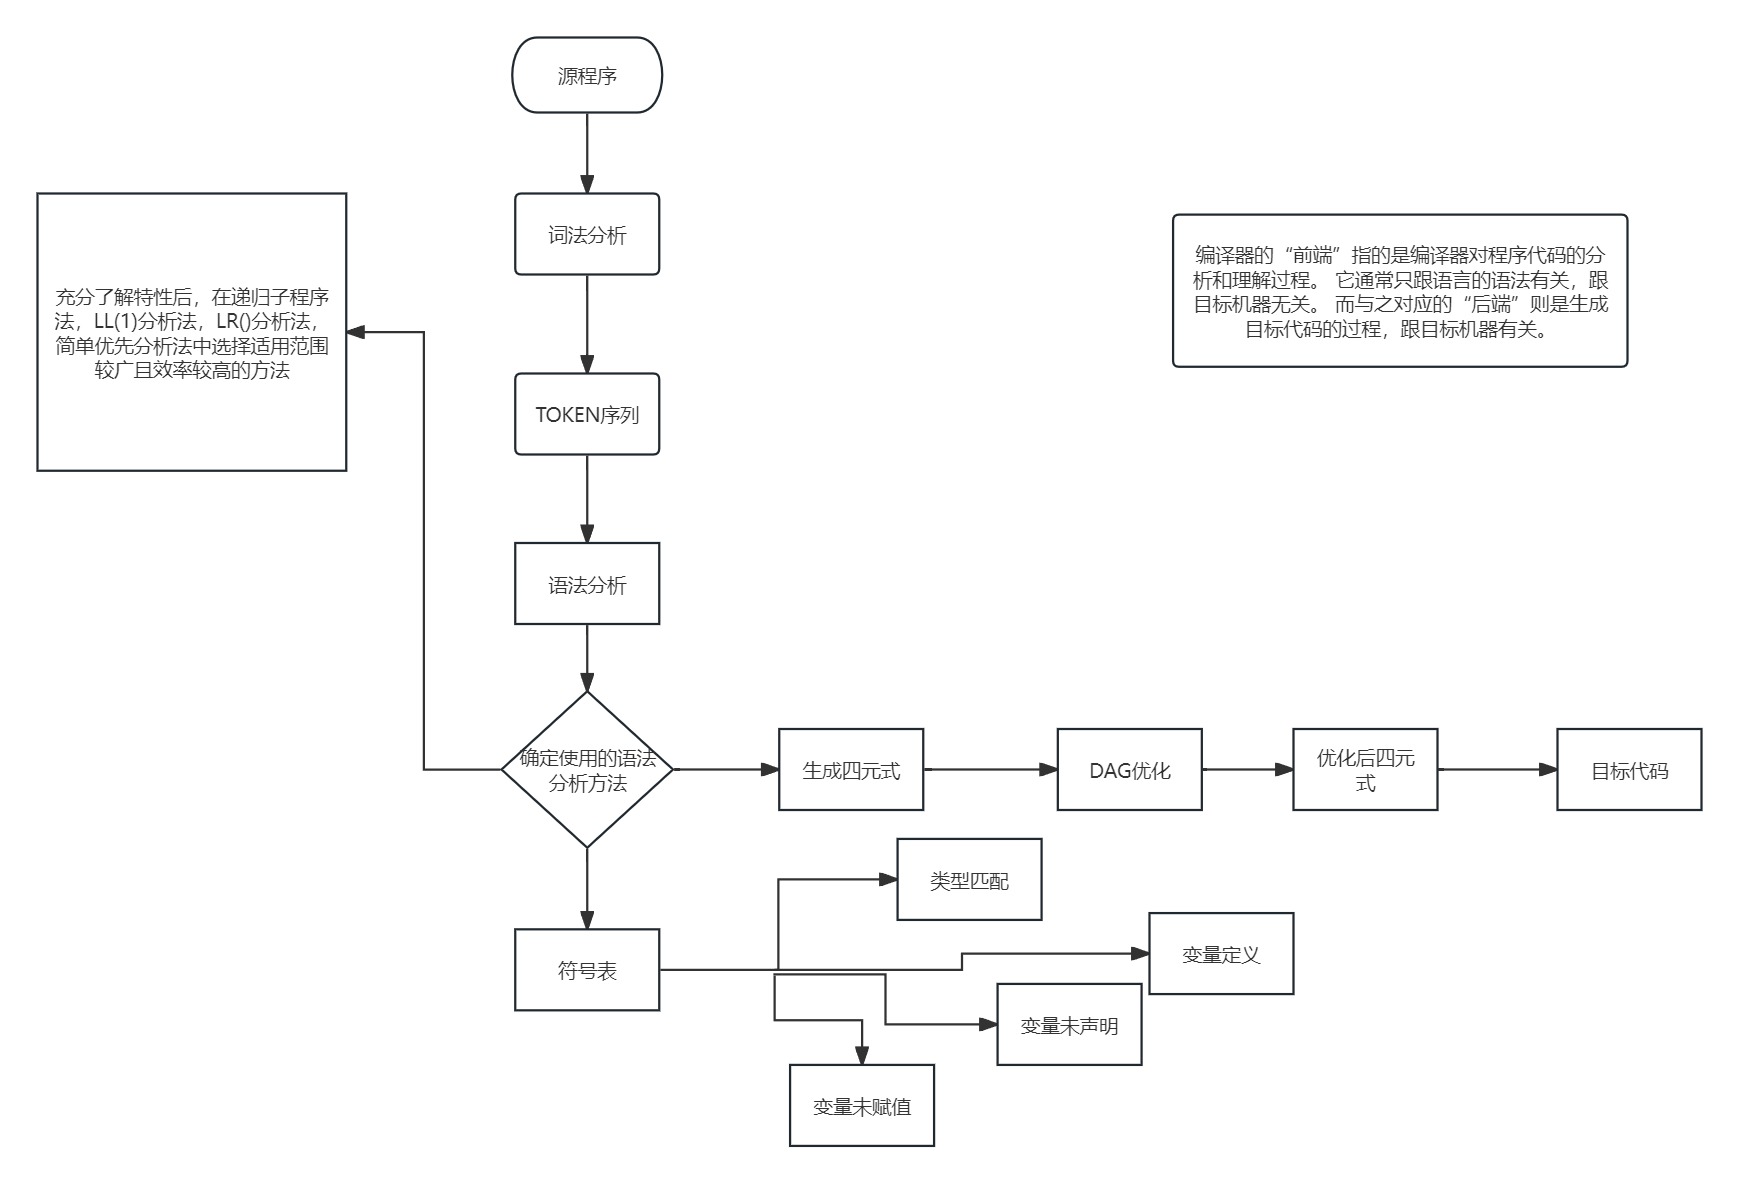 源程序
词法分析
编译器的“前端”指的是编译器对程序代码的分
析和理解过程。 它通常只跟语言的语法有关，跟
目标机器无关。 而与之对应的“后端”则是生成
目标代码的过程，跟目标机器有关。
充分了解特性后，在递归子程序
法，LL(1)分析法，LR()分析法，
简单优先分析法中选择适用范围
较广且效率较高的方法
TOKEN序列
语法分析
确定使用的语法
分析方法
生成四元式
DAG优化
优化后四元
式
目标代码
类型匹配
变量定义
符号表
变量未声明
变量未赋值